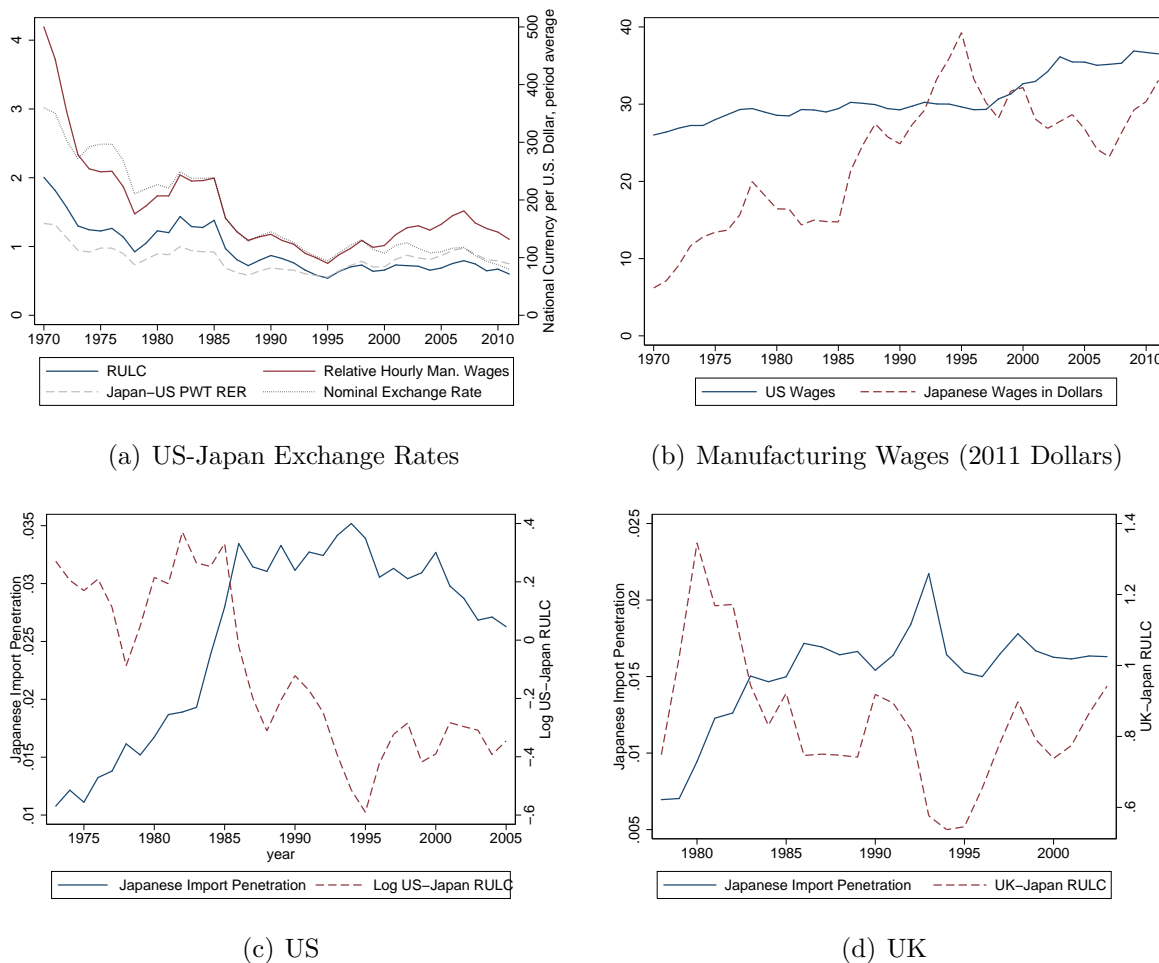 0 1 2 3 4
0 100 200 300 400 500
National Currency per U.S. Dollar, period average
1970 1975 1980 1985 1990 1995 2000 2005 2010
RULC Relative Hourly Man. Wages
Japan−US PWT RER Nominal Exchange Rate
(a) US-Japan Exchange Rates
0 10 20 30 40
1970 1975 1980 1985 1990 1995 2000 2005 2010
US Wages Japanese Wages in Dollars
(b) Manufacturing Wages (2011 Dollars)
Japanese Import Penetration
.01 .015 .02 .025 .03 .035
−.6 −.4 −.2 0 .2 .4
Log US−Japan RULC
1975 1980 1985 1990 1995 2000 2005
year
Japanese Import Penetration Log US−Japan RULC
(c) US
Japanese Import Penetration
.005 .01 .015 .02 .025
.6 .8 1 1.2 1.4
UK−Japan RULC
1980 1985 1990 1995 2000
Japanese Import Penetration UK−Japan RULC
(d) UK